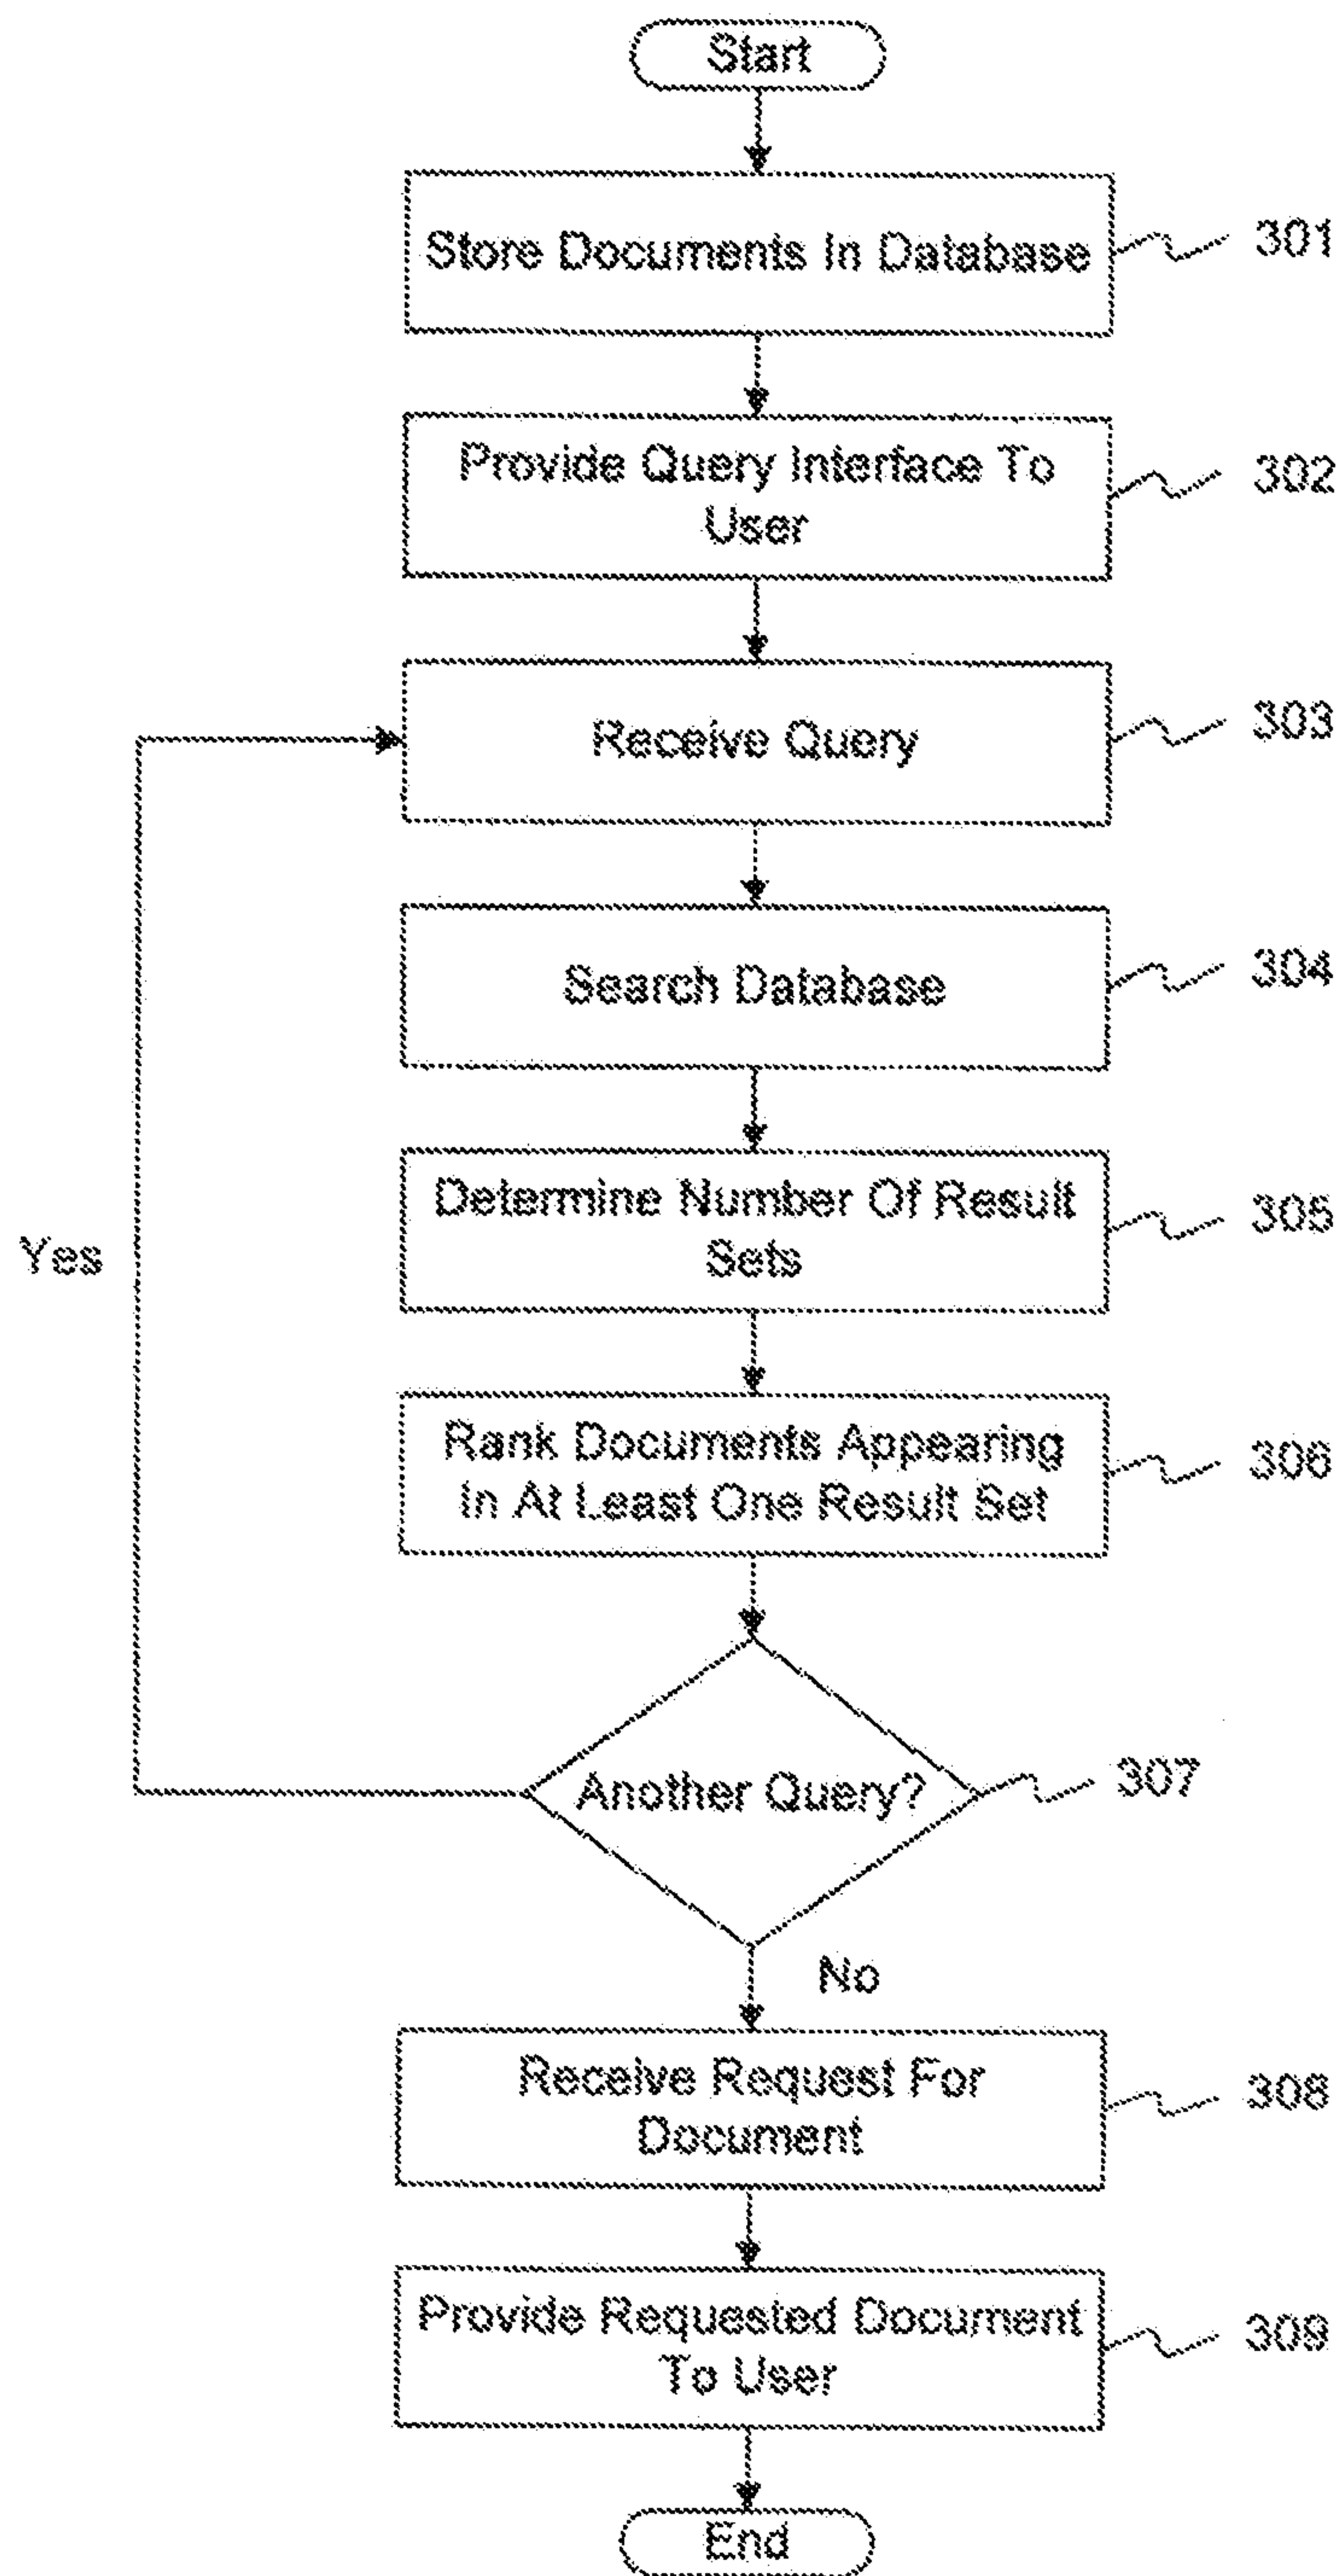 Start
Store Documents In Database
301
Provide Query Interface To
User
302
Receive Query
303
Search Database
304
Determine Number Of Result
Sets
305
Yes
Rank Documents Appearing
In At Least One Result Set
306
Another Query?
307
No
Receive Request For
Document
308
Provide Requested Document
To User
309
End